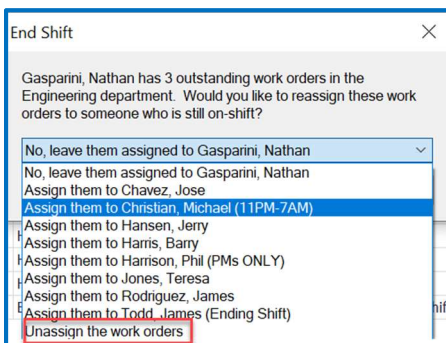 End Shift
Gasparini, Nathan has 3 outstanding work orders in the
Engineering department. Would you like to reassign these work
orders to someone who is still on-shift?
No, leave them assigned to Gasparini, Nathan
No, leave them assigned to Gasparini, Nathan
Assign them to Chavez, Jose
Assign them to Christian, Michael (11PM-7AM)
Assign them to Hansen, Jerry
Assign them to Harris, Barry
Assign them to Harrison, Phil (PMs ONLY)
Assign them to Jones, Teresa
Assign them to Rodriguez, James
Assign them to Todd, James (Ending Shift)
Unassign the work orders